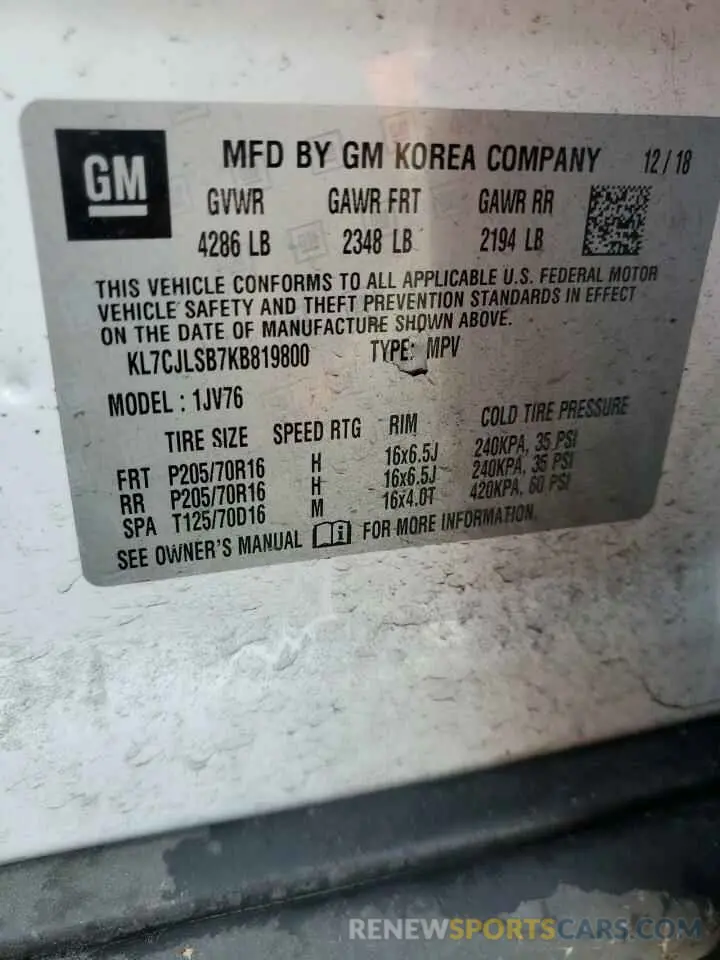 GM
MFD BY GM KOREA COMPANY 12/18
GVWR GAWR FRT GAWR RR
4286 LB 2348 LB 2194 LB
THIS VEHICLE CONFORMS TO ALL APPLICABLE U.S. FEDERAL MOTOR
VEHICLE SAFETY AND THEFT PREVENTION STANDARDS IN EFFECT
ON THE DATE OF MANUFACTURE SHOWN ABOVE.
KL7CJLSB7KB819800 TYPE: MPV
MODEL : 1JV76
TIRE SIZE SPEED RTG RIM COLD TIRE PRESSURE
FRT P205/70R16 H 16x6.5J 240KPA, 35 PSI
RR P205/70R16 H 16x6.5J 240KPA, 35 PSI
SPA T125/70D16 M 16x4.0T 420KPA, 60 PSI
SEE OWNER'S MANUAL i FOR MORE INFORMATION.
RENEWSPORTSCARS.COM